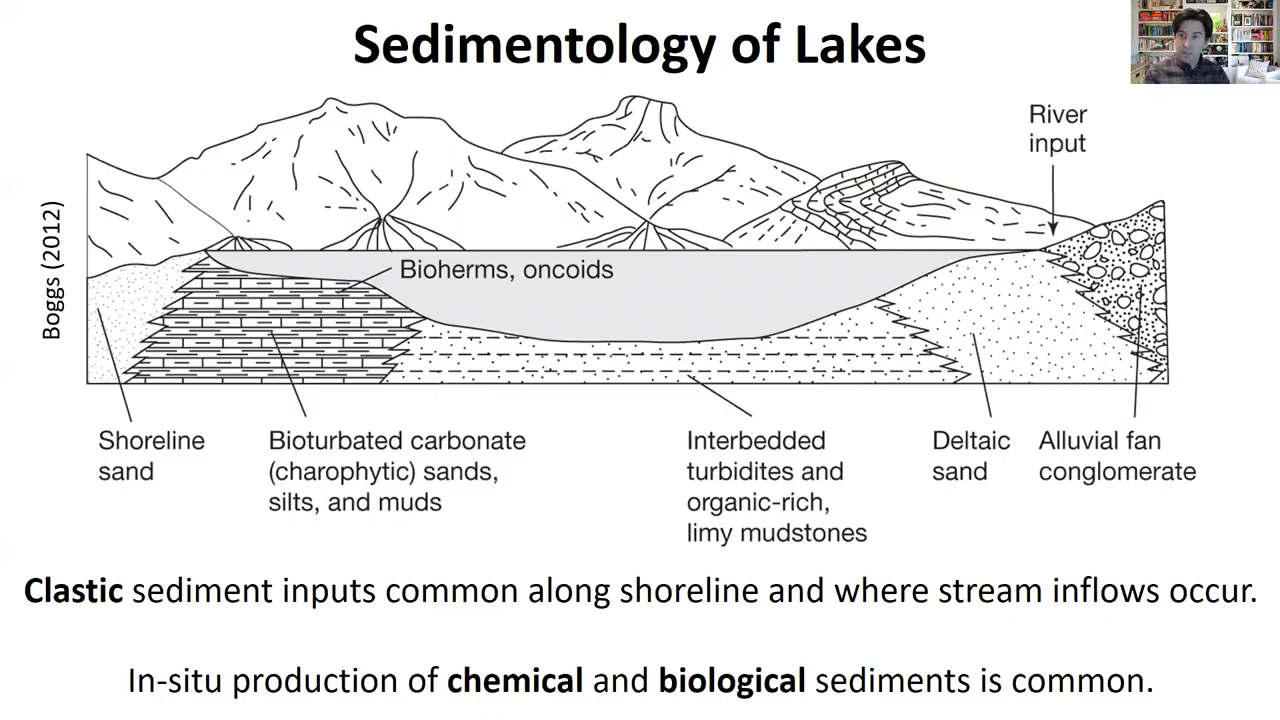 Sedimentology of Lakes
River
input
Boggs (2012)
Bioherms, oncoids
Shoreline
sand
Bioturbated carbonate
(charophytic) sands,
silts, and muds
Interbedded
turbidites and
organic-rich,
limy mudstones
Deltaic
sand
Alluvial fan
conglomerate
Clastic sediment inputs common along shoreline and where stream inflows occur.
In-situ production of chemical and biological sediments is common.